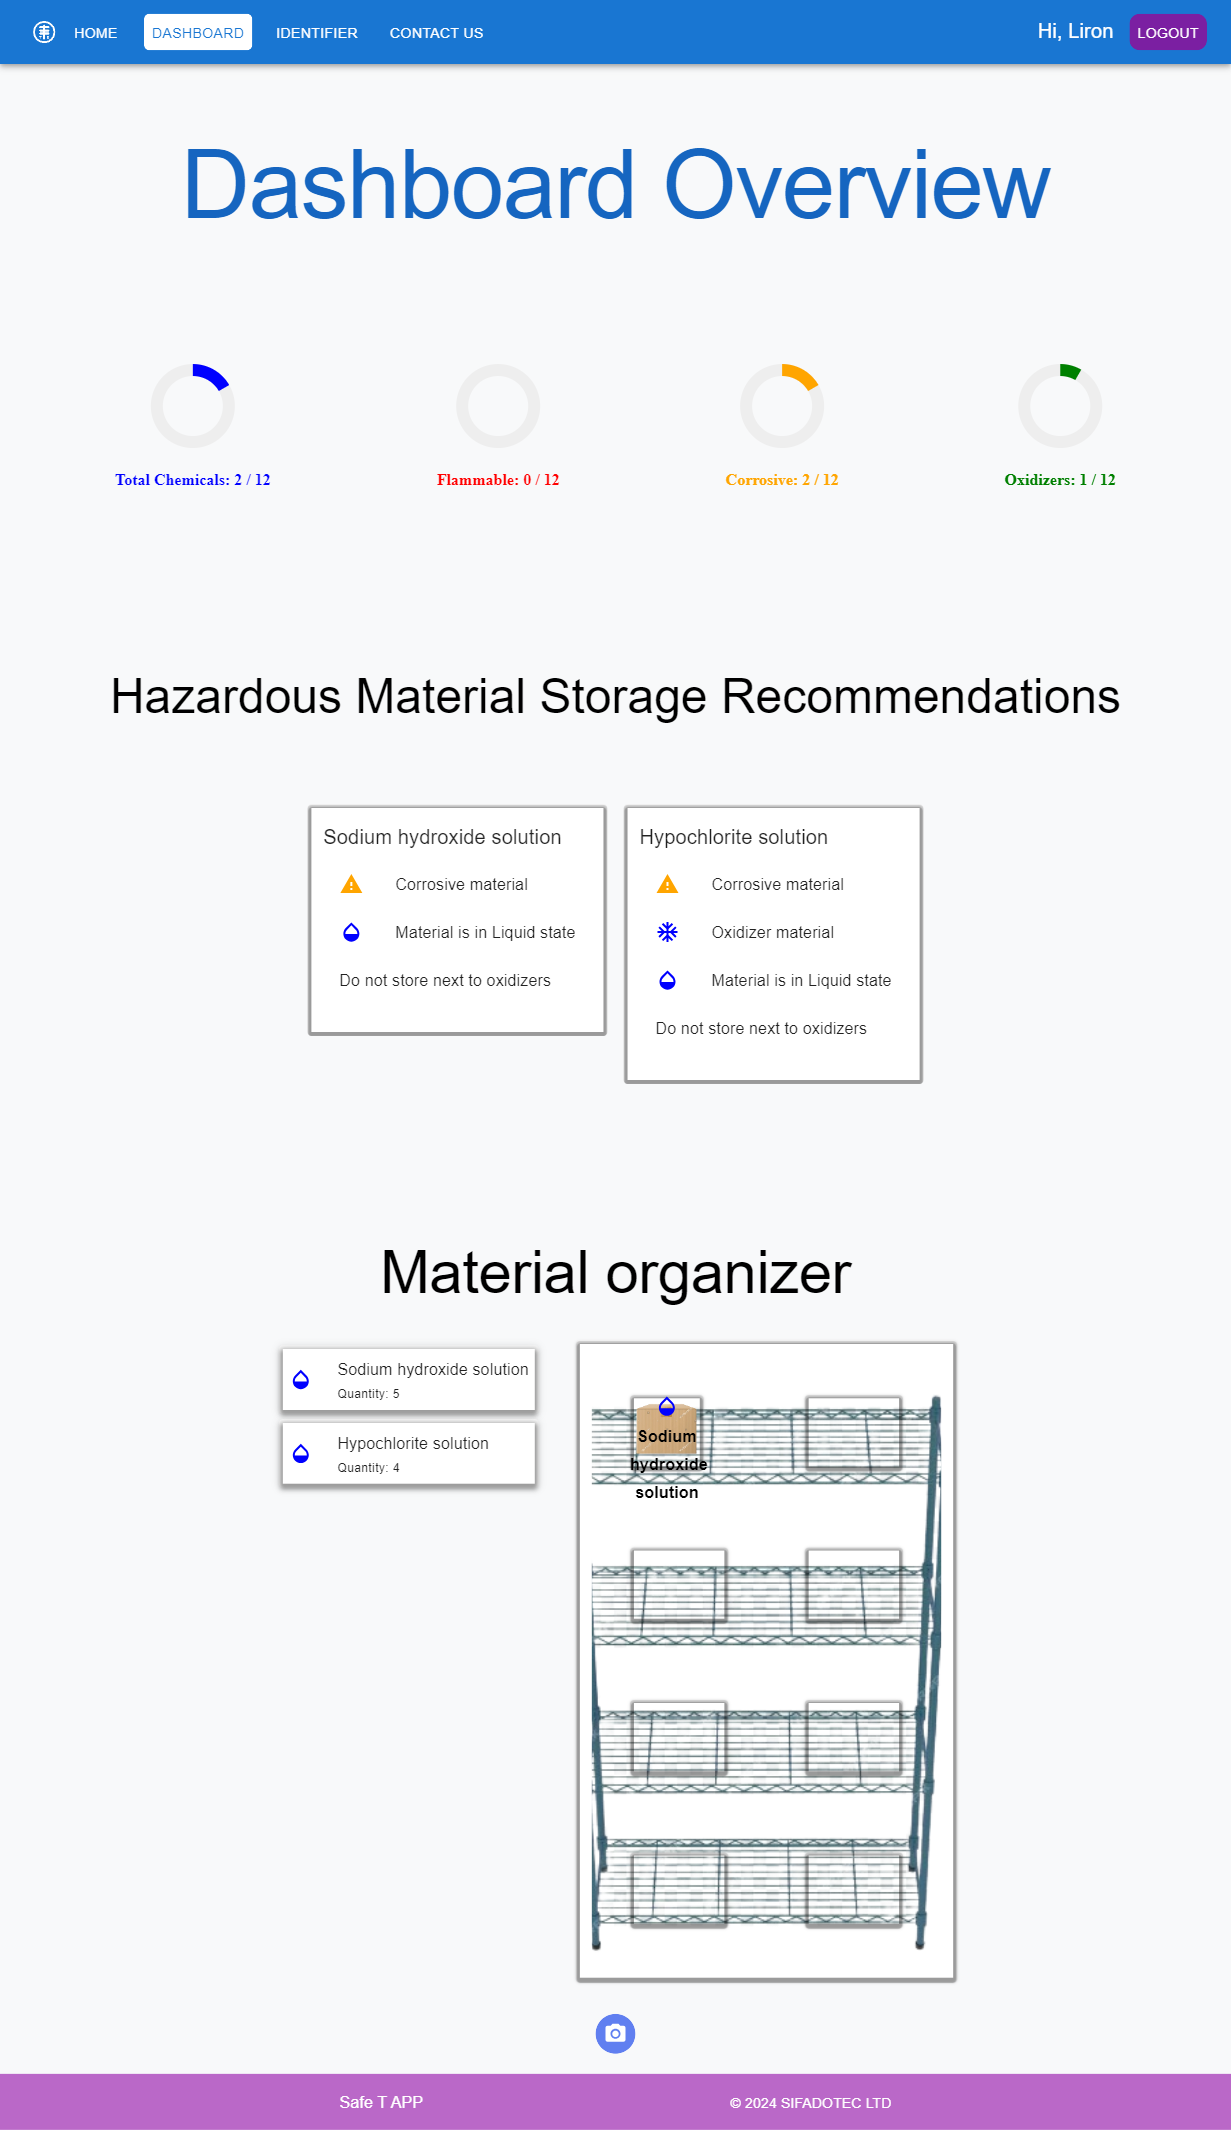 HOME
DASHBOARD
IDENTIFIER
CONTACT US
Hi, Liron
LOGOUT
Dashboard Overview
Total Chemicals: 2 / 12
Flammable: 0 / 12
Corrosive: 2 / 12
Oxidizers: 1 / 12
Hazardous Material Storage Recommendations
Sodium hydroxide solution
Corrosive material
Material is in Liquid state
Do not store next to oxidizers
Hypochlorite solution
Corrosive material
Oxidizer material
Material is in Liquid state
Do not store next to oxidizers
Material organizer
Sodium hydroxide solution
Quantity: 5
Hypochlorite solution
Quantity: 4
Sodium
hydroxide
solution
Safe T APP
© 2024 SIFADOTEC LTD